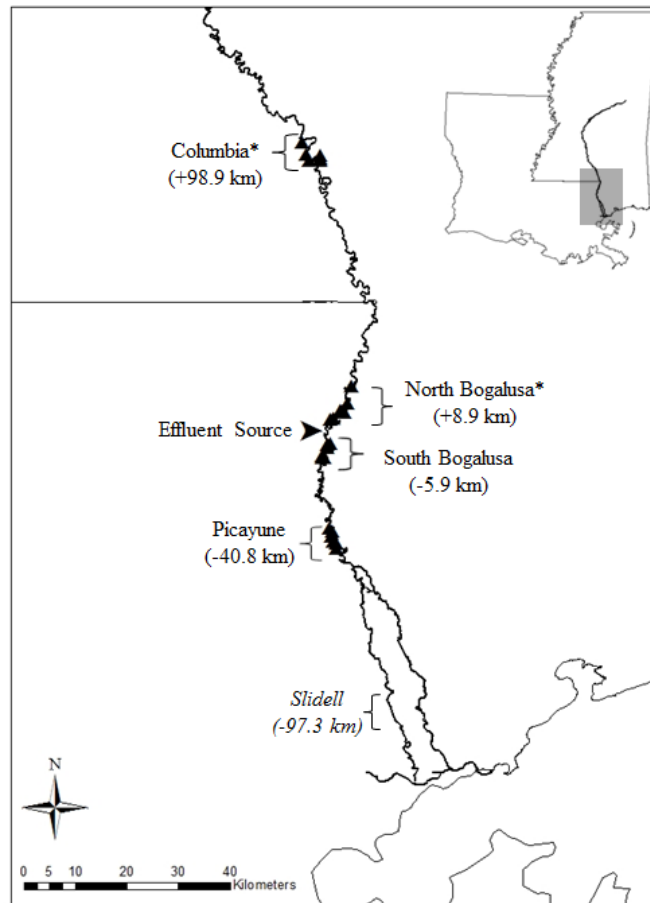 Columbia*
(+98.9 km)
North Bogalusa*
(+8.9 km)
Effluent Source
South Bogalusa
(-5.9 km)
Picayune
(-40.8 km)
Slidell
(-97.3 km)
N
0 5 10 20 30 40
Kilometers